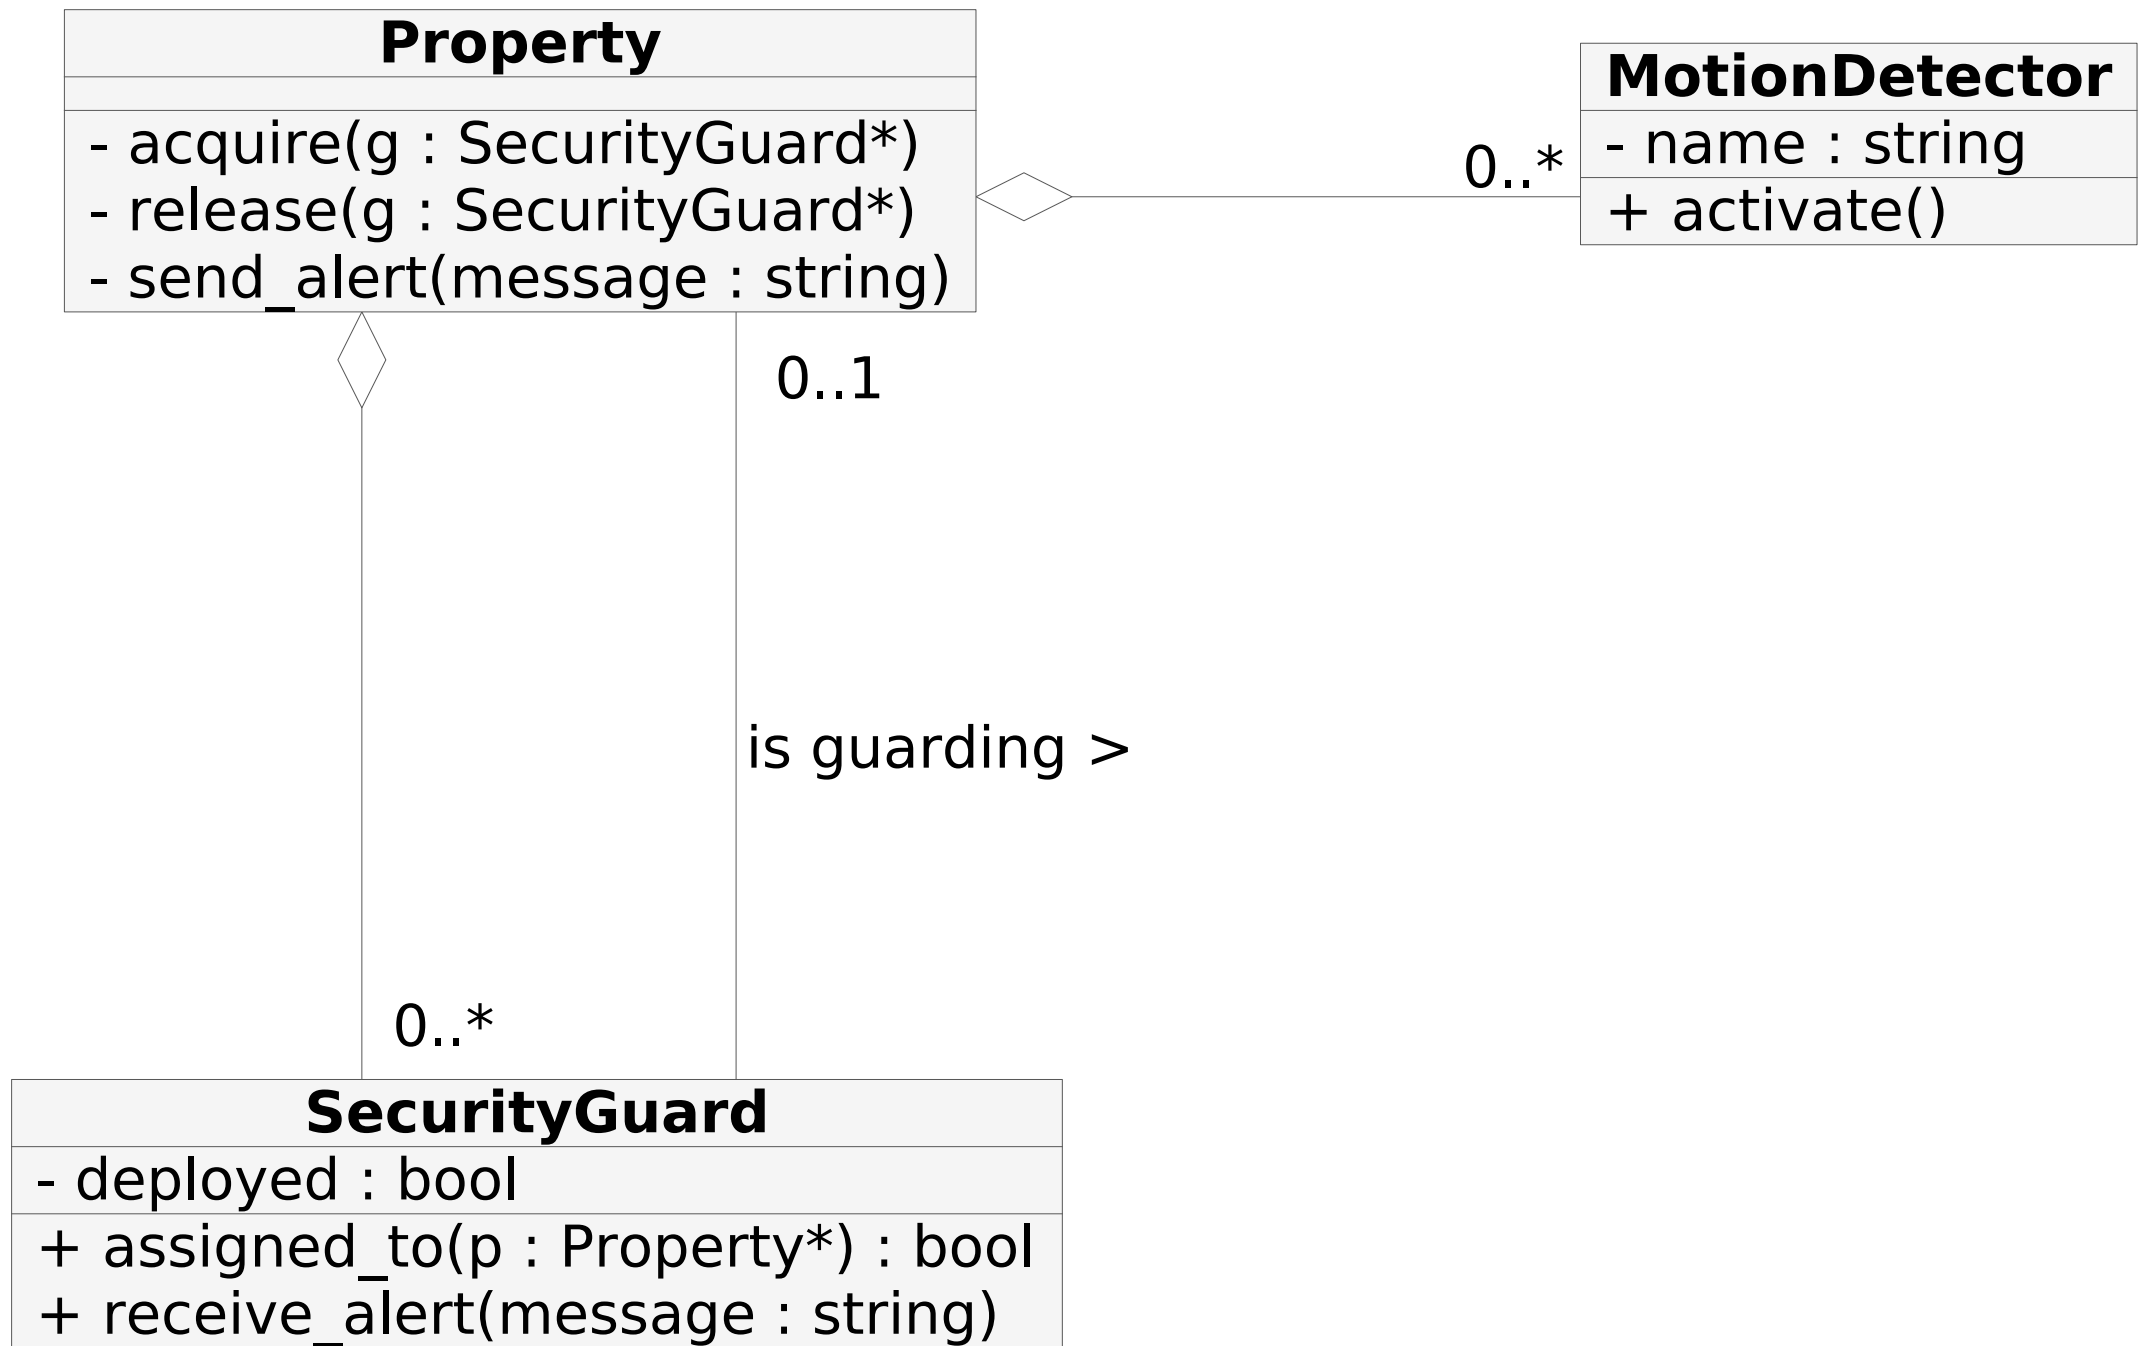 Property
- acquire(g : SecurityGuard*)
- release(g : SecurityGuard*)
- send_alert(message : string)
MotionDetector
- name : string
+ activate()
0..*
0..1
is guarding >
0..*
SecurityGuard
- deployed : bool
+ assigned_to(p : Property*) : bool
+ receive_alert(message : string)